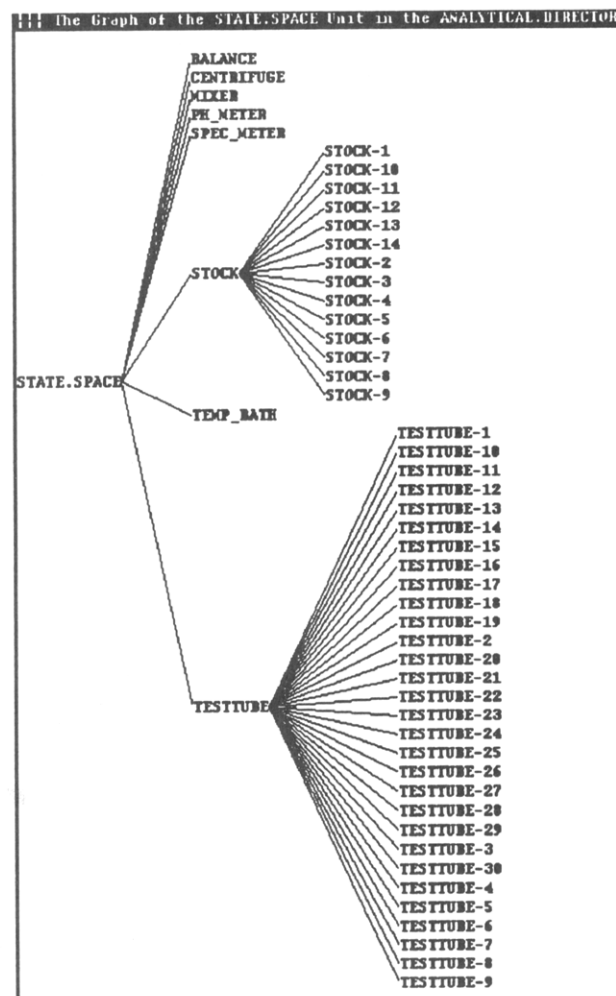 The Graph of the STATE.SPACE Unit in the ANALYTICAL.DIRECTOR
BALANCE
CENTRIFUGE
MIXER
PH_METER
SPEC_METER
STOCK-1
STOCK-10
STOCK-11
STOCK-12
STOCK-13
STOCK-14
STOCK-2
STOCK
STOCK-3
STOCK-4
STOCK-5
STOCK-6
STOCK-7
STOCK-8
STATE.SPACE
STOCK-9
TEMP_BATH
TESTTUBE-1
TESTTUBE-10
TESTTUBE-11
TESTTUBE-12
TESTTUBE-13
TESTTUBE-14
TESTTUBE-15
TESTTUBE-16
TESTTUBE-17
TESTTUBE-18
TESTTUBE-19
TESTTUBE-2
TESTTUBE-20
TESTTUBE-21
TESTTUBE-22
TESTTUBE
TESTTUBE-23
TESTTUBE-24
TESTTUBE-25
TESTTUBE-26
TESTTUBE-27
TESTTUBE-28
TESTTUBE-29
TESTTUBE-3
TESTTUBE-30
TESTTUBE-4
TESTTUBE-5
TESTTUBE-6
TESTTUBE-7
TESTTUBE-8
TESTTUBE-9